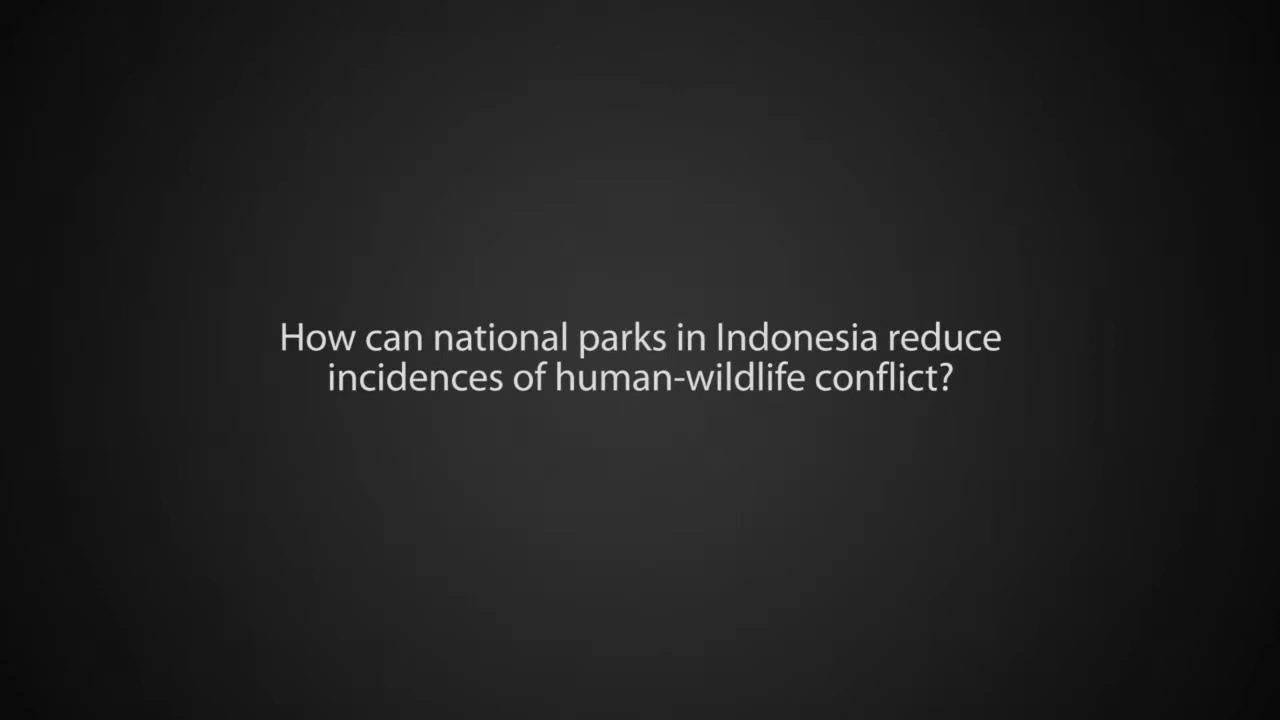 How can national parks in Indonesia reduce
incidences of human-wildlife conflict?